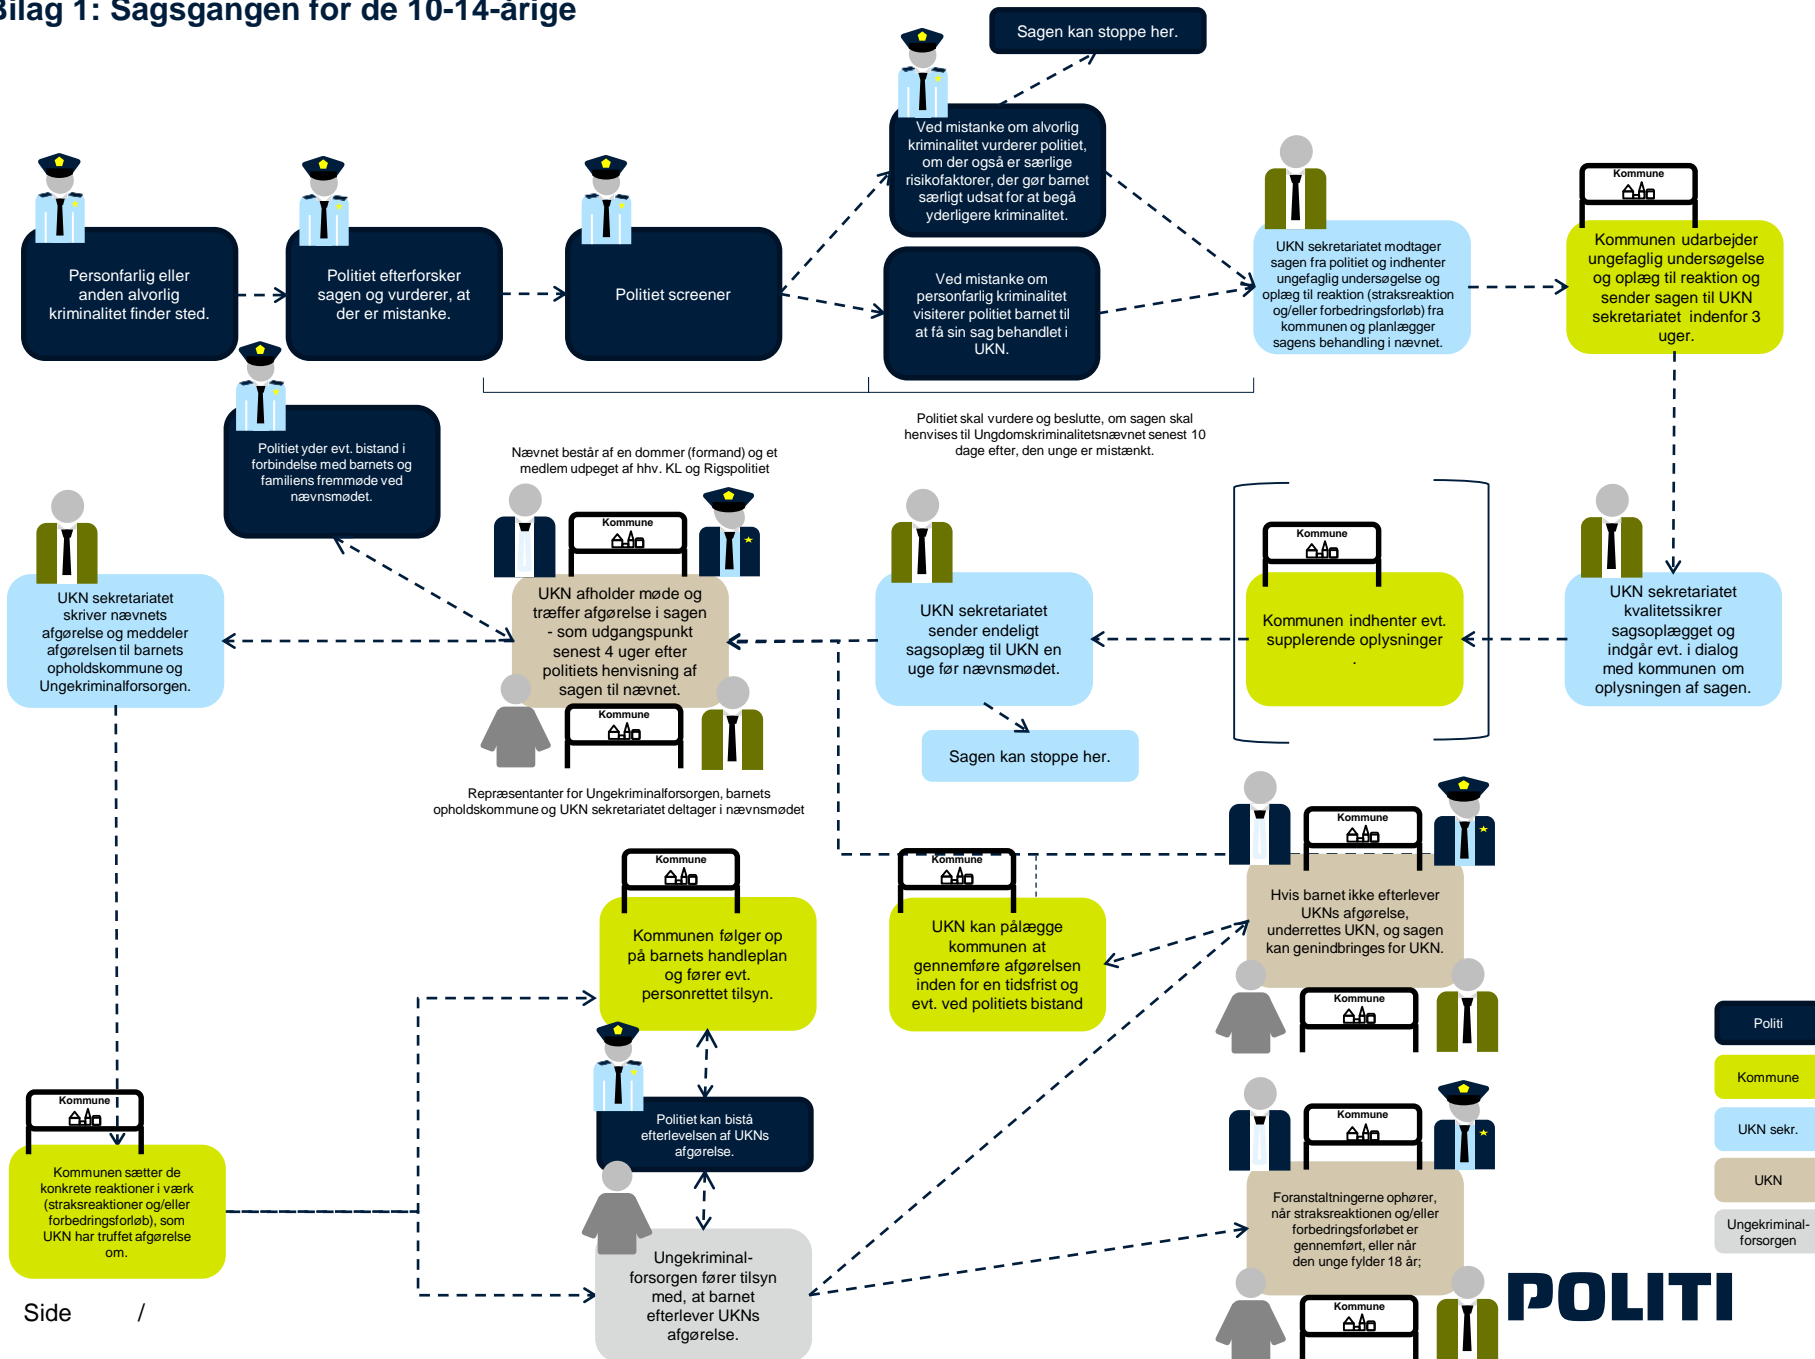 Bilag 1: Sagsgangen for de 10-14-årige
Sagen kan stoppe her.
Personfarlig eller
anden alvorlig
kriminalitet finder sted.
Politiet efterforsker
sagen og vurderer, at
der er mistanke.
Politiet screener
Ved mistanke om alvorlig
kriminalitet vurderer politiet,
om der også er særlige
risikofaktorer, der gør barnet
særligt udsat for at begå
yderligere kriminalitet.
Ved mistanke om
personfarlig kriminalitet
visiterer politiet barnet til
at få sin sag behandlet i
UKN.
UKN sekretariatet modtager
sagen fra politiet og indhenter
ungefaglig undersøgelse og
oplæg til reaktion (straksreaktion
og/eller forbedringsforløb) fra
kommunen og planlægger
sagens behandling i nævnet.
Kommune
Kommunen udarbejder
ungefaglig undersøgelse
og oplæg til reaktion og
sender sagen til UKN
sekretariatet indenfor 3
uger.
Politiet skal vurdere og beslutte, om sagen skal
henvises til Ungdomskriminalitetsnævnet senest 10
dage efter, den unge er mistænkt.
Politiet yder evt. bistand i
forbindelse med barnets og
familiens fremmøde ved
nævnsmødet.
Nævnet består af en dommer (formand) og et
medlem udpeget af hhv. KL og Rigspolitiet
UKN sekretariatet
skriver nævnets
afgørelse og meddeler
afgørelsen til barnets
opholdskommune og
Ungekriminalforsorgen.
Kommune
UKN afholder møde og
træffer afgørelse i sagen
- som udgangspunkt
senest 4 uger efter
politiets henvisning af
sagen til nævnet.
Kommune
Repræsentanter for Ungekriminalforsorgen, barnets
opholdskommune og UKN sekretariatet deltager i nævnsmødet
UKN sekretariatet
sender endeligt
sagsoplæg til UKN en
uge før nævnsmødet.
Sagen kan stoppe her.
Kommune
Kommunen indhenter evt.
supplerende oplysninger
.
UKN sekretariatet
kvalitetssikrer
sagsoplægget og
indgår evt. i dialog
med kommunen om
oplysningen af sagen.
Kommune
Kommunen følger op
på barnets handleplan
og fører evt.
personrettet tilsyn.
Kommune
UKN kan pålægge
kommunen at
gennemføre afgørelsen
inden for en tidsfrist og
evt. ved politiets bistand
Kommune
Hvis barnet ikke efterlever
UKNs afgørelse,
underrettes UKN, og sagen
kan genindbringes for UKN.
Kommune
Kommune
Kommunen sætter de
konkrete reaktioner i værk
(straksreaktioner og/eller
forbedringsforløb), som
UKN har truffet afgørelse
om.
Politiet kan bistå
efterlevelsen af UKNs
afgørelse.
Ungekriminal-
forsorgen fører tilsyn
med, at barnet
efterlever UKNs
afgørelse.
Kommune
Foranstaltningerne ophører,
når straksreaktionen og/eller
forbedringsforløbet er
gennemført, eller når
den unge fylder 18 år;
Kommune
Politi
Kommune
UKN sekr.
UKN
Ungekriminal-
forsorgen
POLITI
Side /